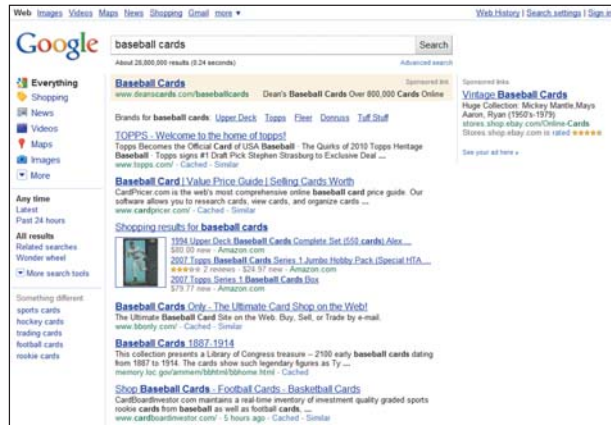 Web Images Videos Maps News Shopping Gmail more ▼
Web History | Search settings | Sign in
Google
baseball cards
Search
About 28,000,000 results (0.24 seconds)
Advanced search
Everything
Shopping
News
Videos
Maps
Images
More
Any time
Latest
Past 24 hours
All results
Related searches
Wonder wheel
More search tools
Something different
sports cards
hockey cards
trading cards
football cards
rookie cards
Baseball Cards
Sponsored link
www.deanscards.com/baseballcards Dean's Baseball Cards Over 800,000 Cards Online
Brands for baseball cards: Upper Deck Topps Fleer Donruss Tuff Stuff
TOPPS - Welcome to the home of topps!
Topps Becomes the Official Card of USA Baseball · The Quirks of 2010 Topps Heritage
Baseball · Topps signs #1 Draft Pick Stephen Strasburg to Exclusive Deal ...
www.topps.com/ - Cached - Similar
Baseball Card | Value Price Guide | Selling Cards Worth
CardPricer.com is the web's most comprehensive online baseball card price guide. Our
software allows you to research cards, view cards, and organize cards ...
www.cardpricer.com/ - Cached - Similar
Shopping results for baseball cards
1994 Upper Deck Baseball Cards Complete Set (550 cards) Alex ...
$80.00 new - Amazon.com
2007 Topps Baseball Cards Series 1 Jumbo Hobby Pack (Special HTA ...
2 reviews - $24.97 new - Amazon.com
2007 Topps Series 1 Baseball Cards Box
$79.77 new - Amazon.com
Baseball Cards Only - The Ultimate Card Shop on the Web!
The Ultimate Baseball Card Site on the Web. Buy, Sell, or Trade by e-mail.
www.bbonly.com/ - Cached - Similar
Baseball Cards 1887-1914
This collection presents a Library of Congress treasure -- 2100 early baseball cards dating
from 1887 to 1914. The cards show such legendary figures as Ty ...
memory.loc.gov/ammem/bbhtml/bbhome.html - Cached
Shop Baseball Cards - Football Cards - Basketball Cards
CardBoardInvestor.com maintains a real-time inventory of investment quality graded sports
rookie cards from baseball as well as football cards, ...
www.cardboardinvestor.com/ - 5 hours ago - Cached - Similar
Sponsored links
Vintage Baseball Cards
Huge Collection: Mickey Mantle,Mays
Aaron, Ryan (1950's-1979)
stores.shop.ebay.com/Online-Cards
Stores.shop.ebay.com is rated
See your ad here »